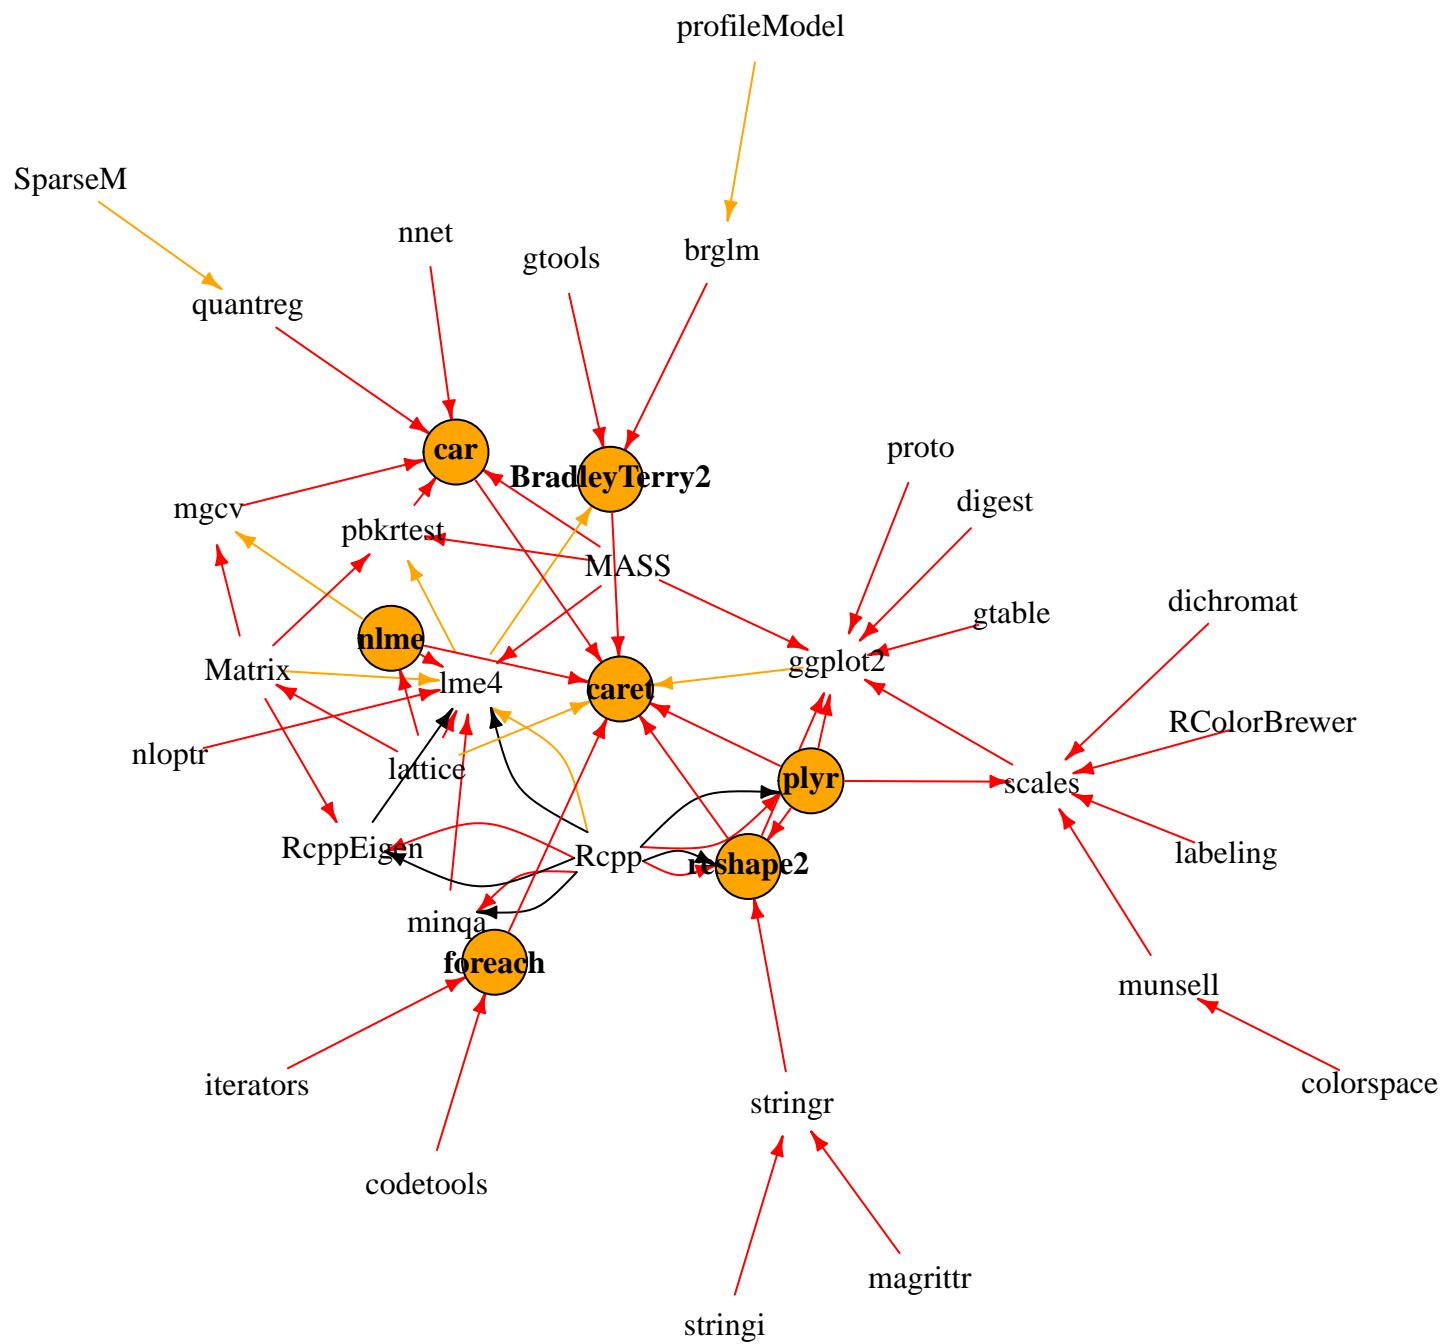 profileModel
SparseM
nnet
gtools
brglm
quantreg
car
BradleyTerry2
proto
digest
mgcv
pbkrtest
MASS
dichromat
gtable
nlme
Matrix
lme4
caret
ggplot2
RColorBrewer
nloptr
lattice
plyr
scales
RcppEigen
Rcpp
reshape2
labeling
minqa
foreach
munsell
iterators
colorspace
stringr
codetools
magrittr
stringi